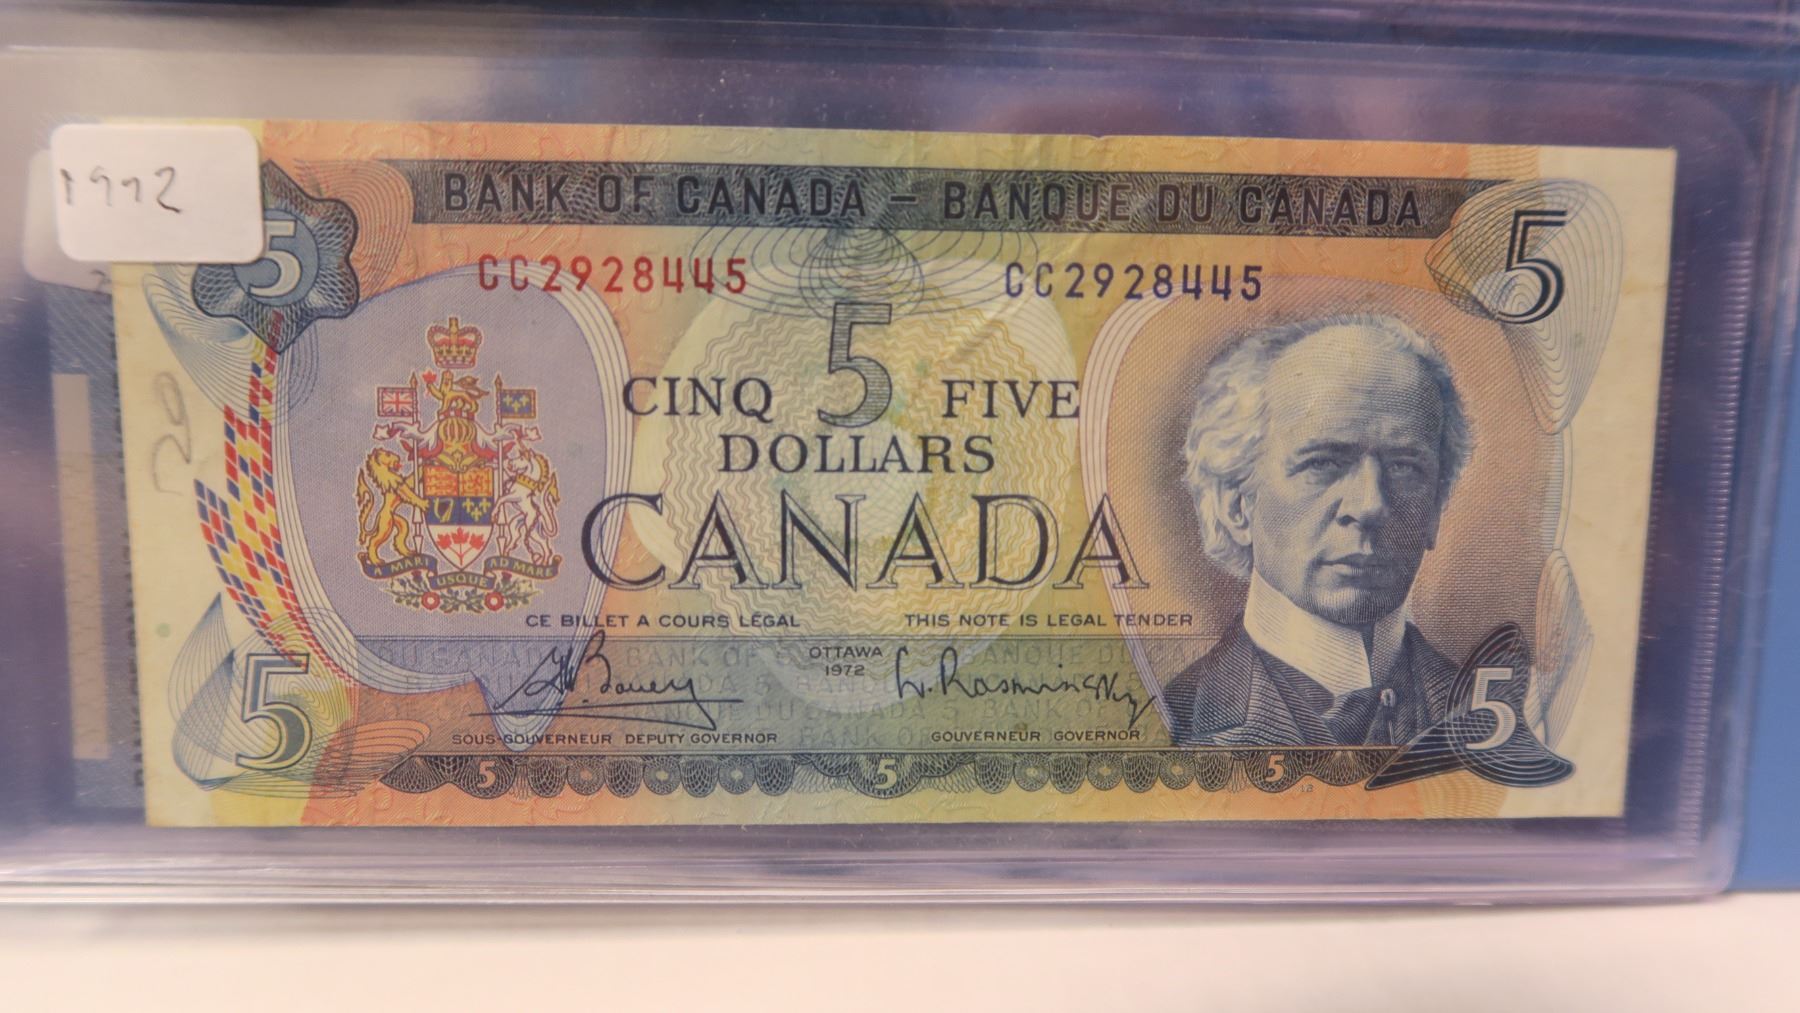 1972
BANK OF CANADA – BANQUE DU CANADA
5
5
CC2928445
CC2928445
5
CINQ
FIVE
DOLLARS
CANADA
20
A MARI USQUE AD MARE
CE BILLET A COURS LÉGAL
THIS NOTE IS LEGAL TENDER
OTTAWA
1972
5
5
SOUS-GOUVERNEUR DEPUTY GOVERNOR
GOUVERNEUR GOVERNOR
5
5
5